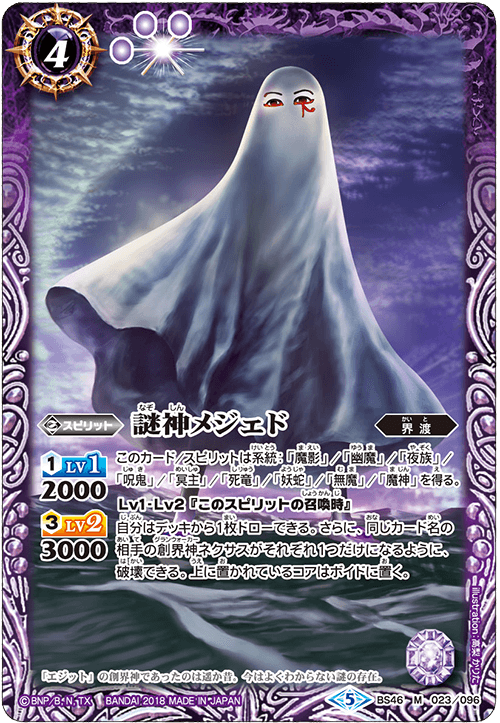 4
謎神メジェド
なぞ しん
スピリット
界渡
かい と
1 LV1
2000
3 LV2
3000
このカード/スピリットは系統:「魔影」/「幽魔」/「夜族」/
「呪鬼」/「冥主」/「死竜」/「妖蛇」/「無魔」/「魔神」を得る。
Lv1・Lv2『このスピリットの召喚時』
自分はデッキから1枚ドローできる。さらに、同じカード名の
相手の創界神ネクサスがそれぞれ1つだけになるように、
破壊できる。上に置かれているコアはボイドに置く。
「エジット」の創界神であったのは遥か昔。今はよくわからない謎の存在。
©BNP/B, N, TX BANDAI 2018 MADE IN JAPAN
5
BS46 M 023/096
Illustration: